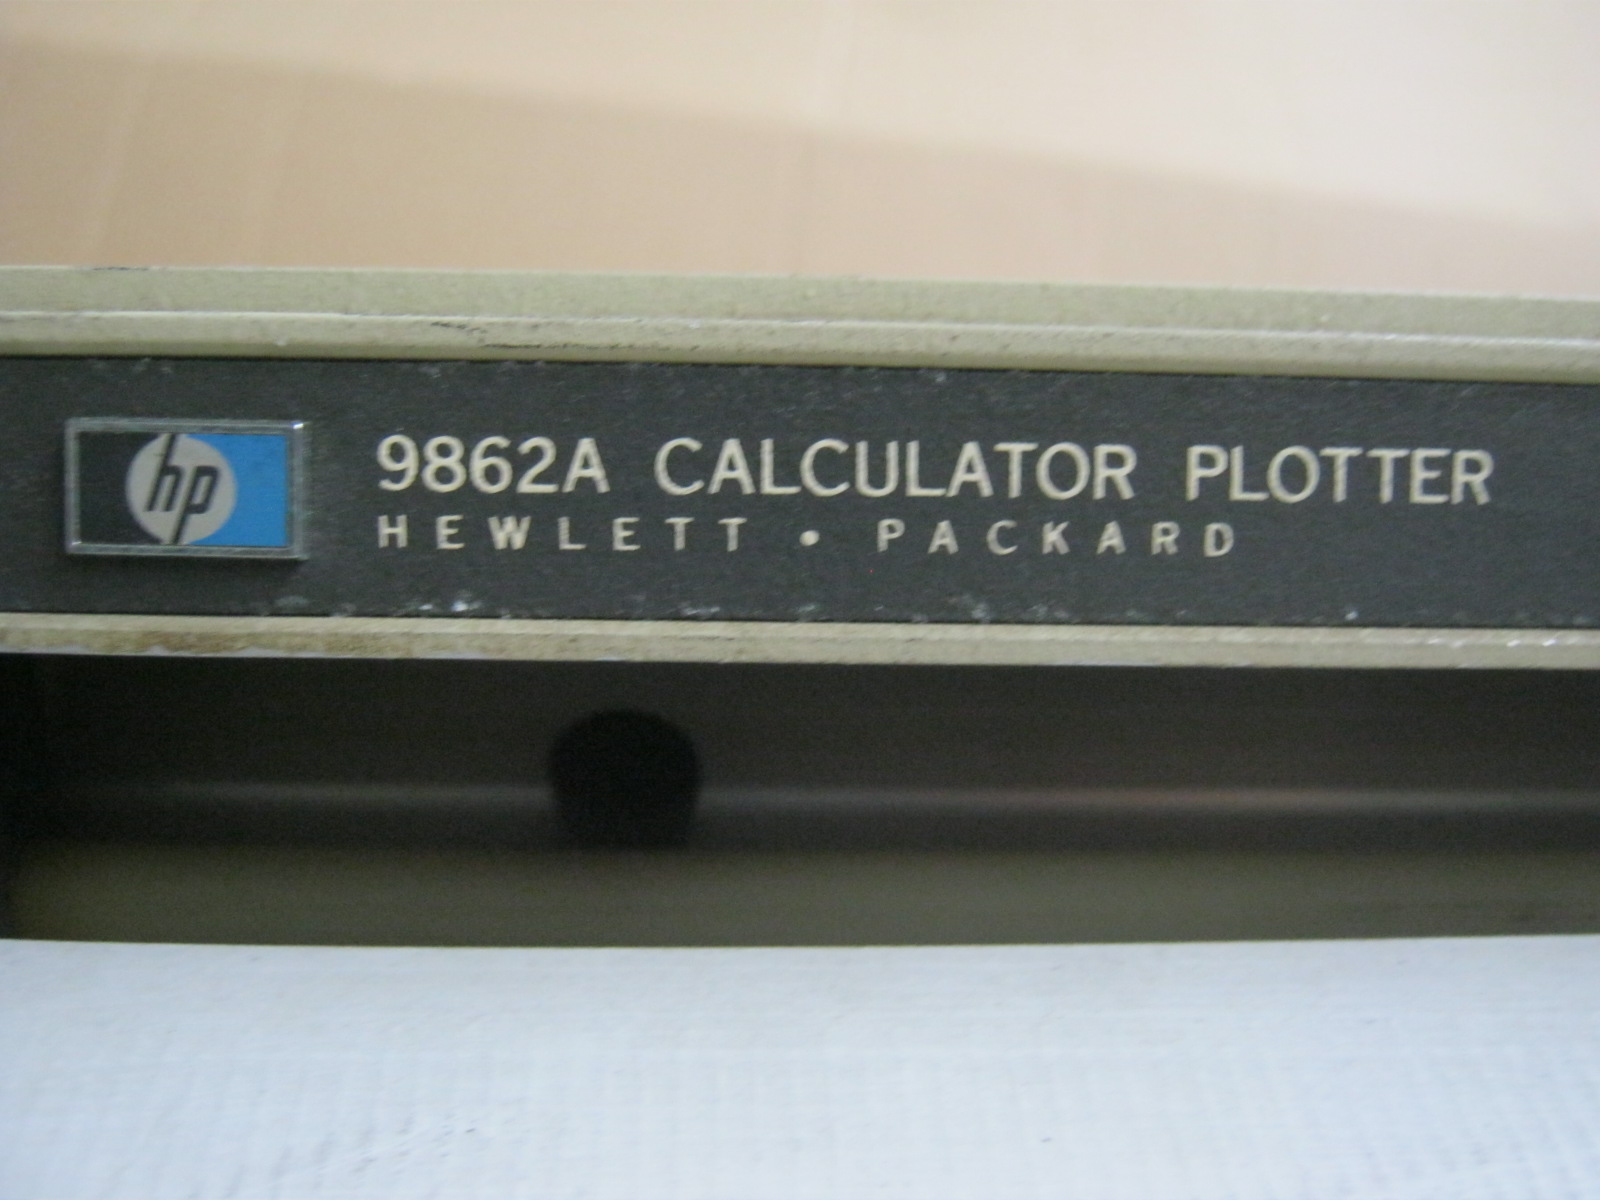 hp
9862A CALCULATOR PLOTTER
HEWLETT • PACKARD